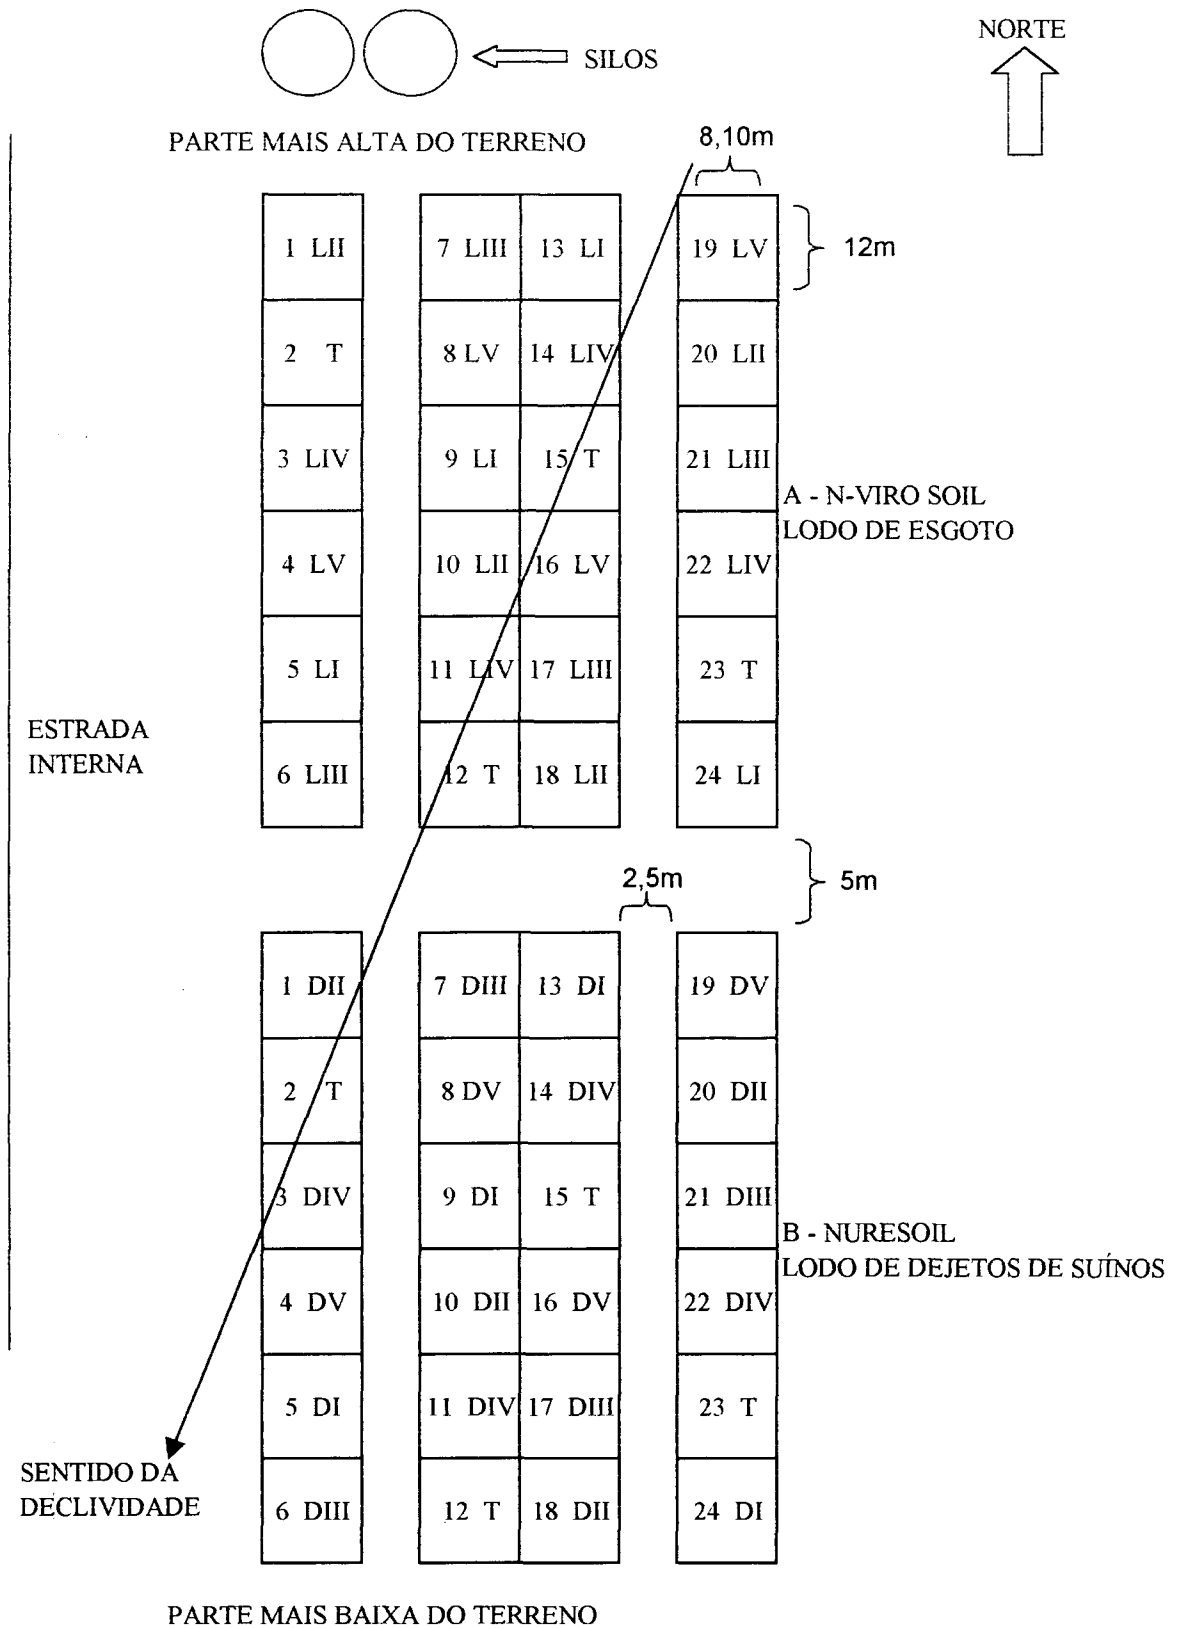 SILOS
NORTE
PARTE MAIS ALTA DO TERRENO
8,10m
1 LII 7 LIII 13 LI 19 LV
12m
2 T 8 LV 14 LIV 20 LII
3 LIV 9 LI 15 T 21 LIII
A - N-VIRO SOIL
LODO DE ESGOTO
4 LV 10 LII 16 LV 22 LIV
5 LI 11 LIV 17 LIII 23 T
ESTRADA
INTERNA
6 LIII 12 T 18 LII 24 LI
2,5m
5m
1 DII 7 DIII 13 DI 19 DV
2 T 8 DV 14 DIV 20 DII
3 DIV 9 DI 15 T 21 DIII
B - NURESOIL
LODO DE DEJETOS DE SUÍNOS
4 DV 10 DII 16 DV 22 DIV
5 DI 11 DIV 17 DIII 23 T
SENTIDO DA
DECLIVIDADE
6 DIII 12 T 18 DII 24 DI
PARTE MAIS BAIXA DO TERRENO